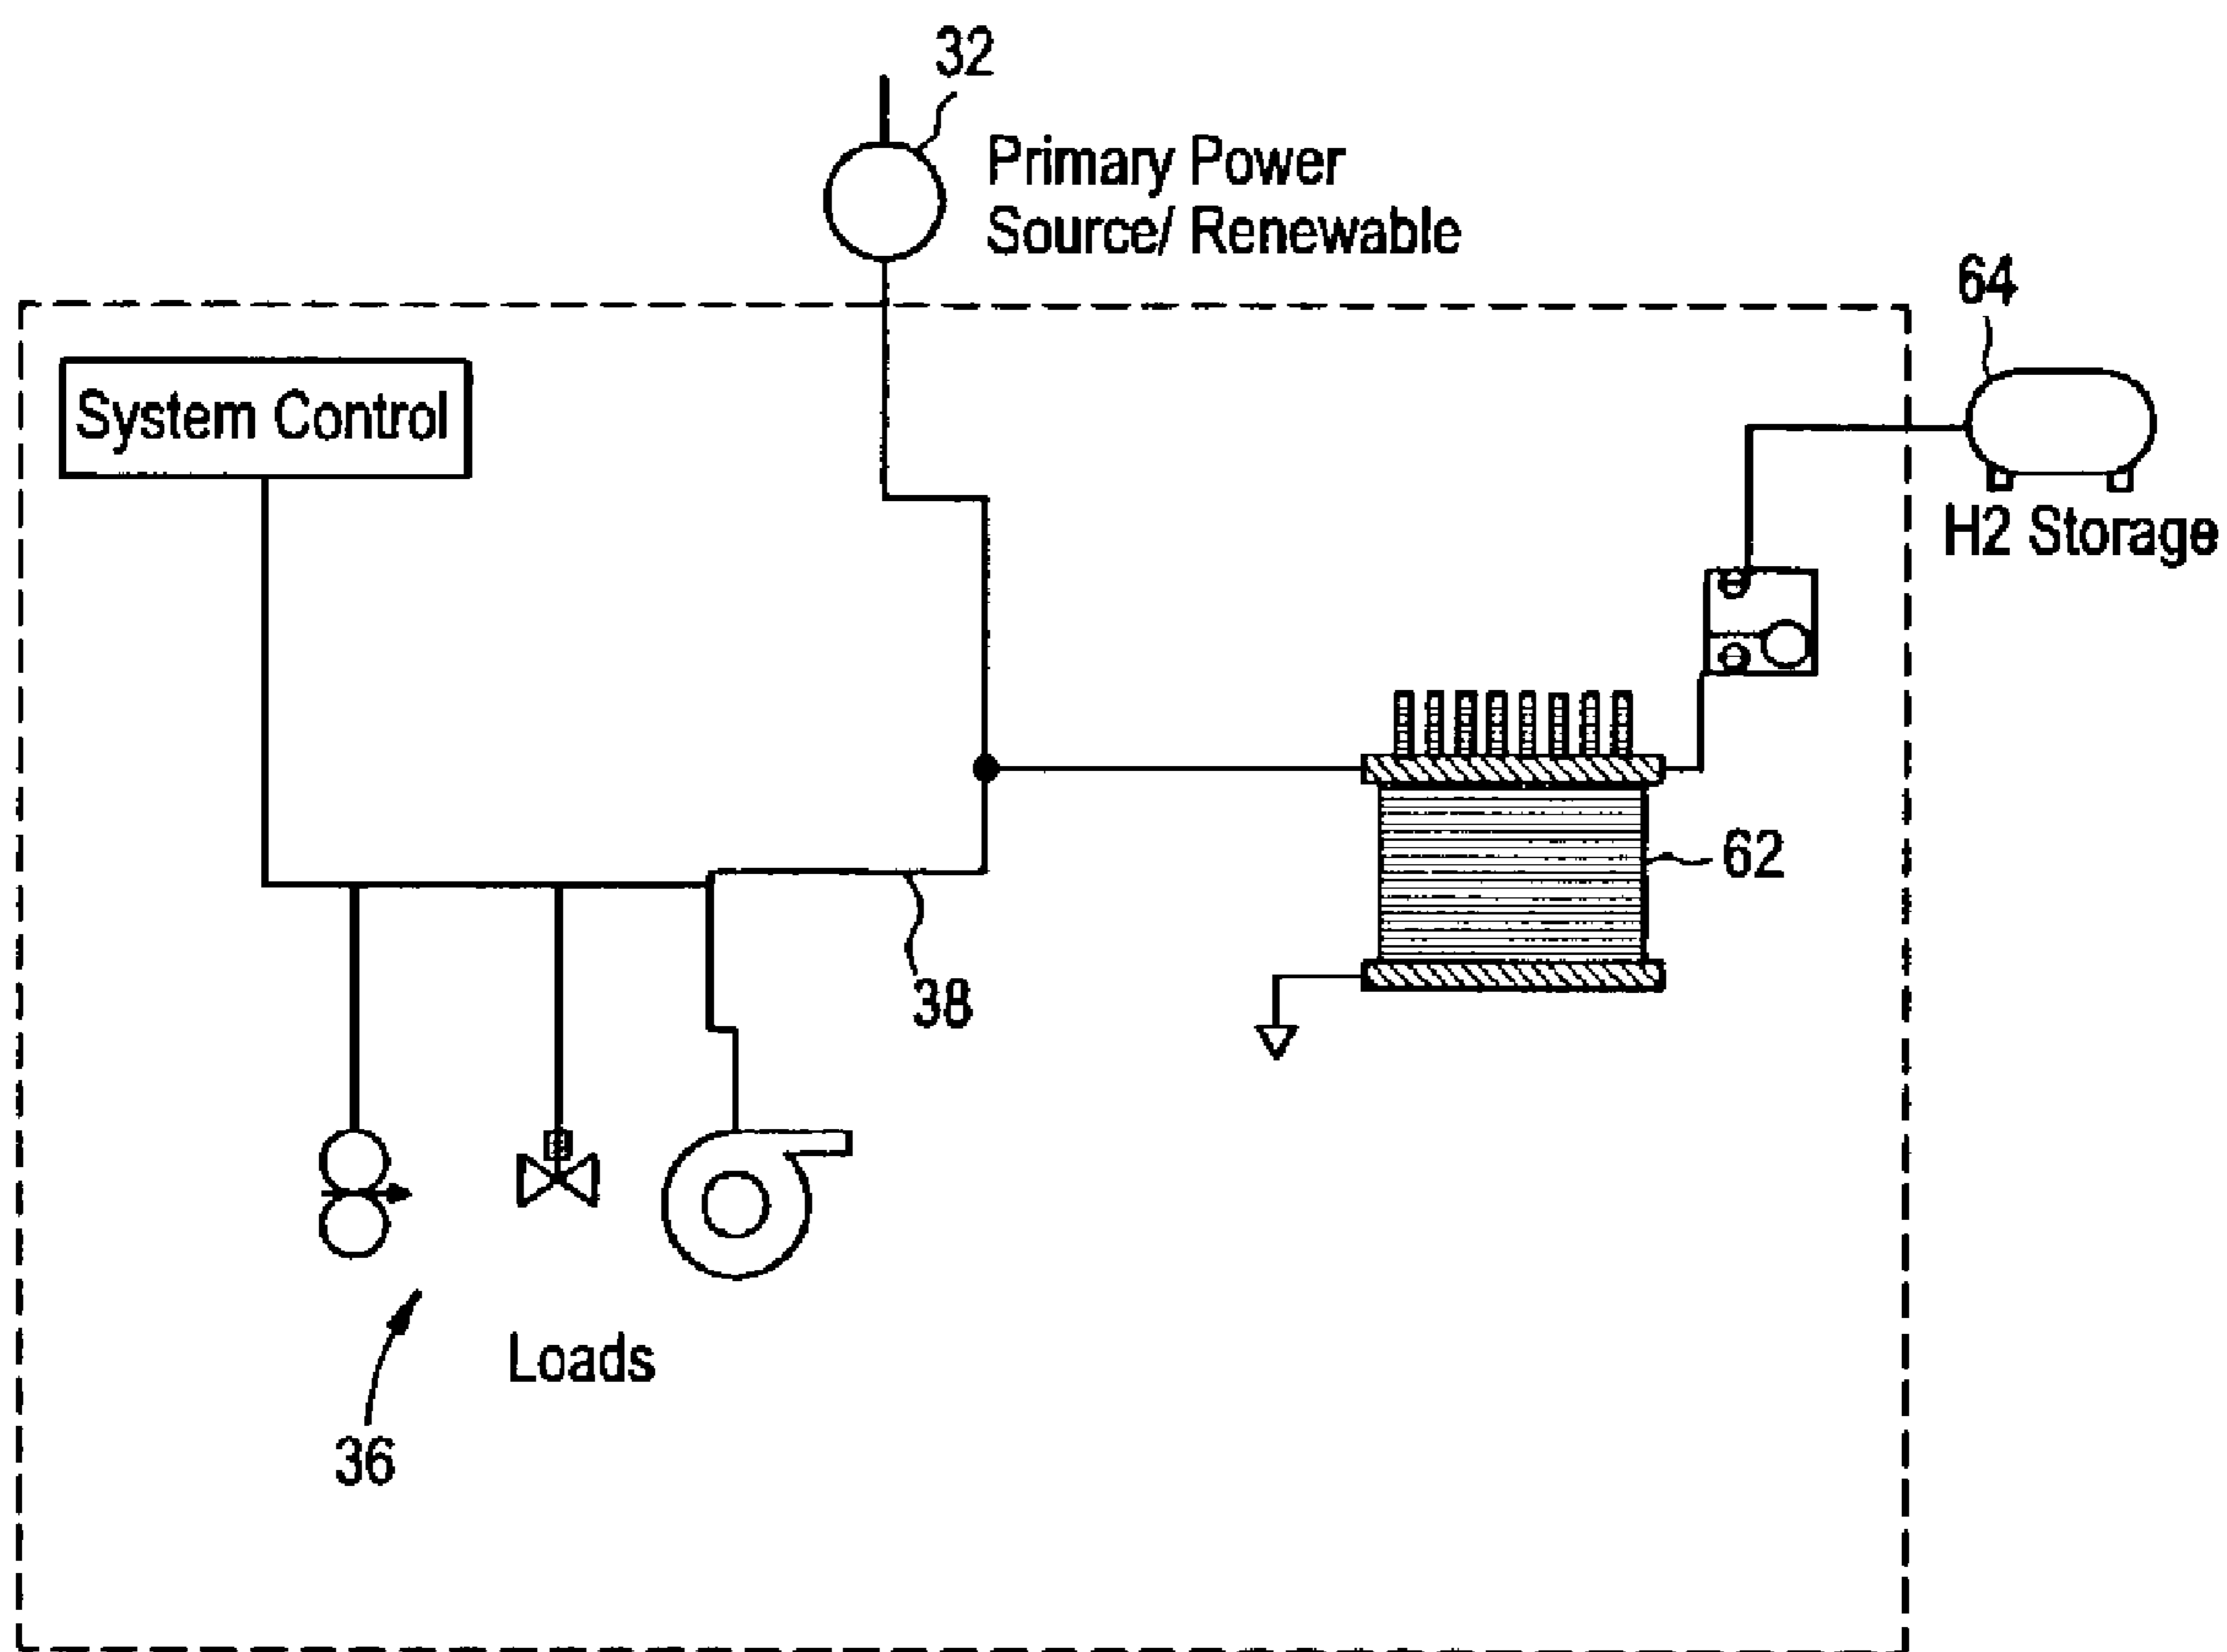 32
Primary Power
Source/ Renewable
64
System Control
H2 Storage
62
38
Loads
36